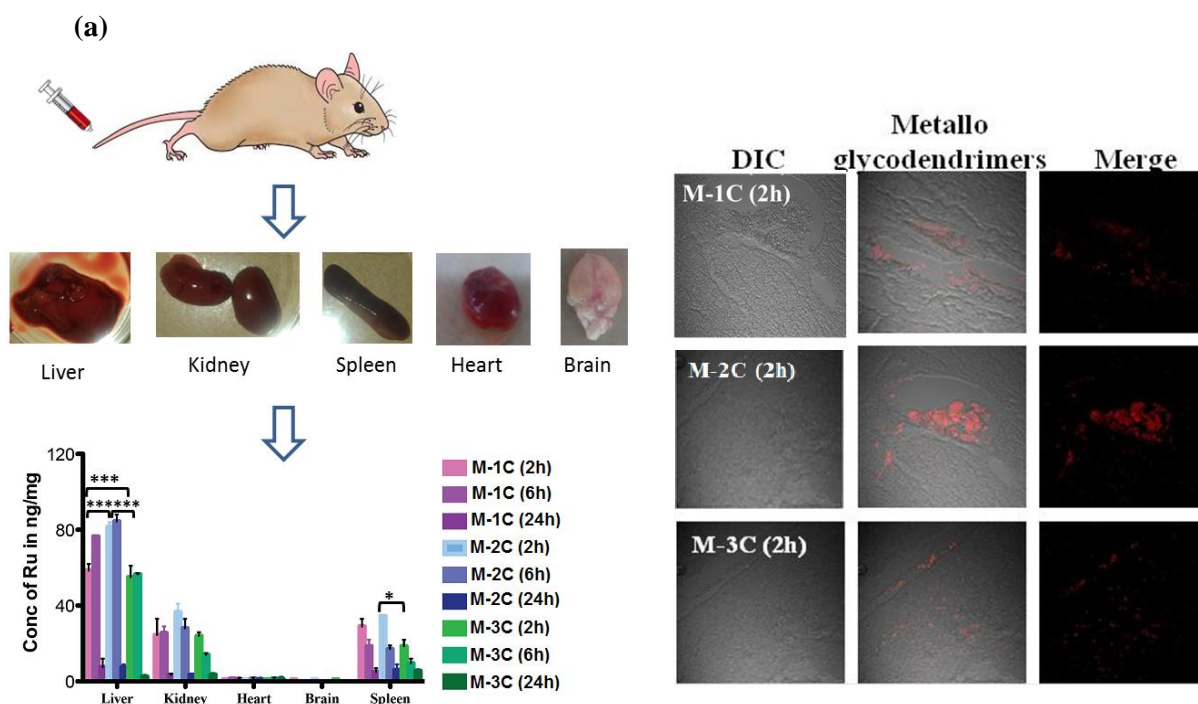 (a)
Liver
Kidney
Spleen
Heart
Brain
120
80
40
0
Conc of Ru in ng/mg
***
******
*
Liver
Kidney
Heart
Brain
Spleen
M-1C (2h)
M-1C (6h)
M-1C (24h)
M-2C (2h)
M-2C (6h)
M-2C (24h)
M-3C (2h)
M-3C (6h)
M-3C (24h)
DIC
Metallo
glycodendrimers
Merge
M-1C (2h)
M-2C (2h)
M-3C (2h)